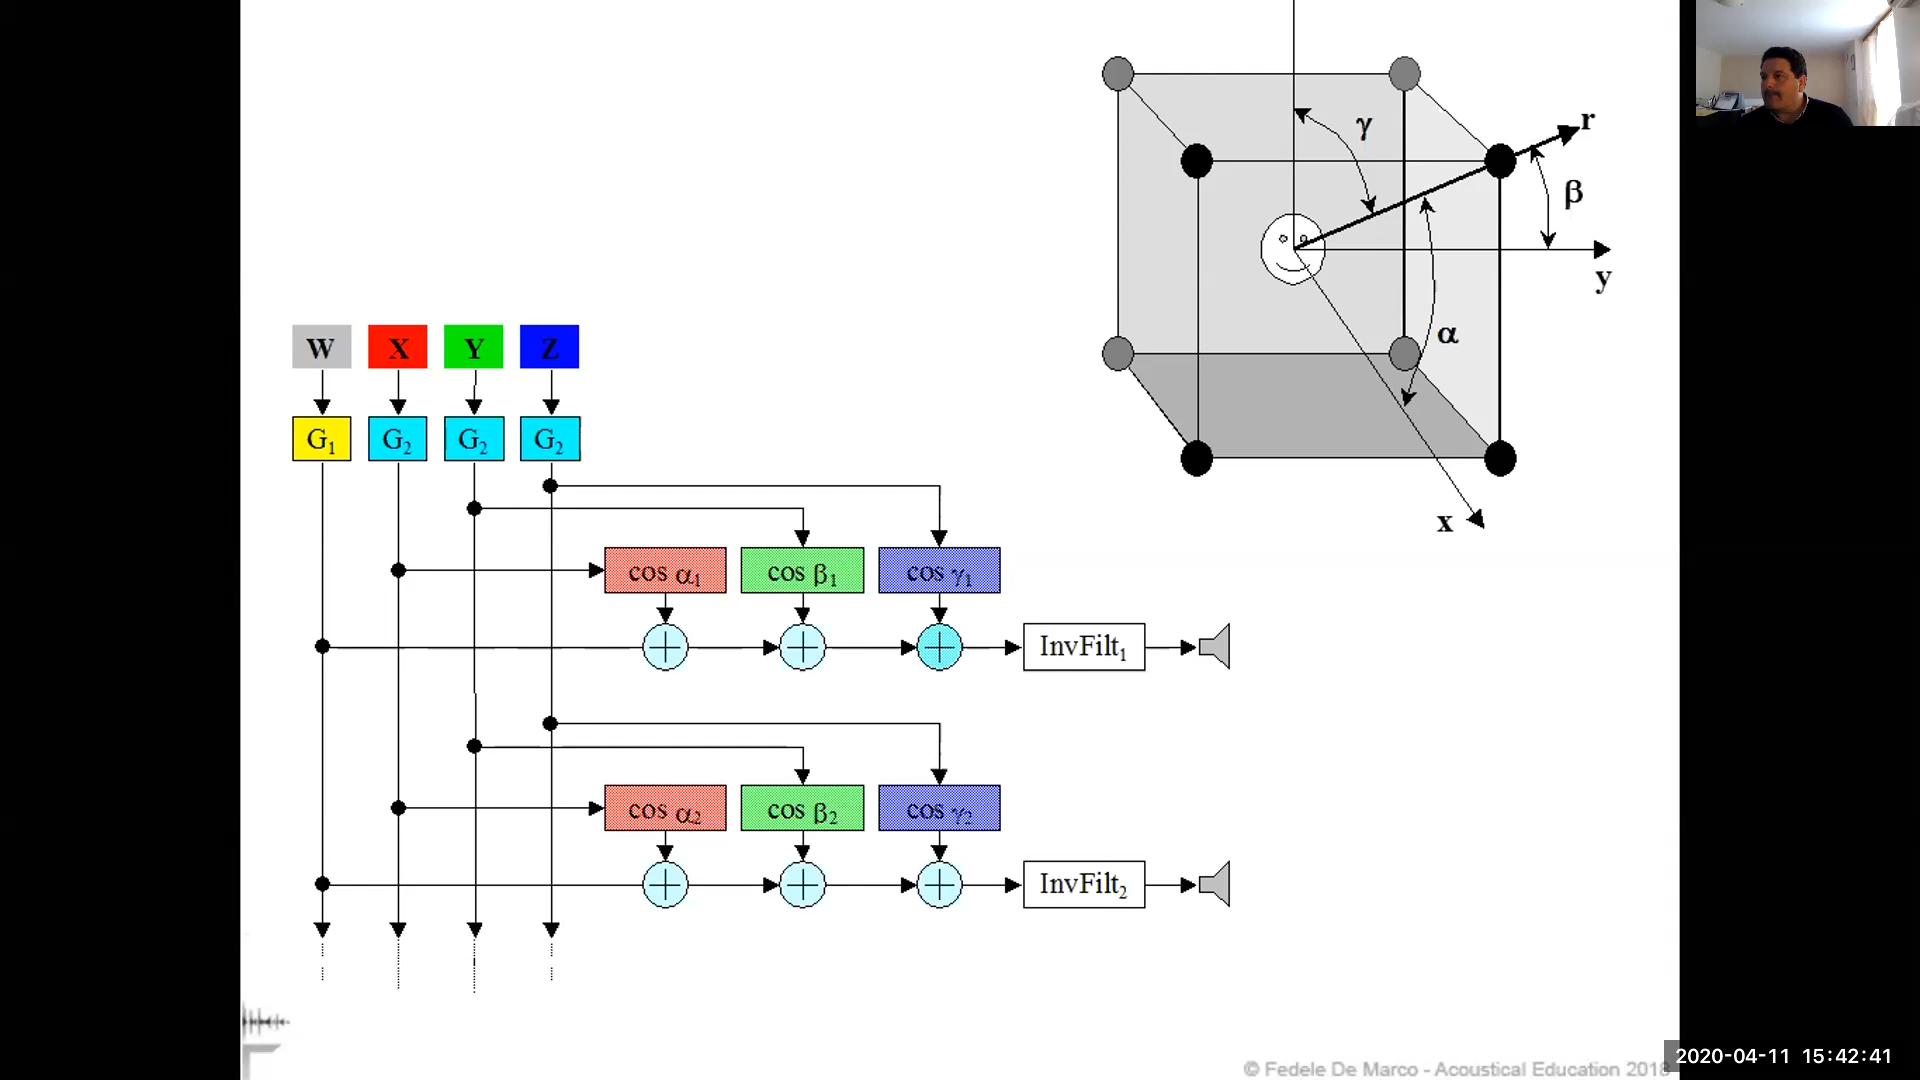 γ
r
β
y
α
x
W X Y Z
G₁ G₂ G₂ G₂
cos α₁ cos β₁ cos γ₁
InvFilt₁
cos α₂ cos β₂ cos γ₂
InvFilt₂
© Fedele De Marco - Acoustical Education 2018
2020-04-11 15:42:41